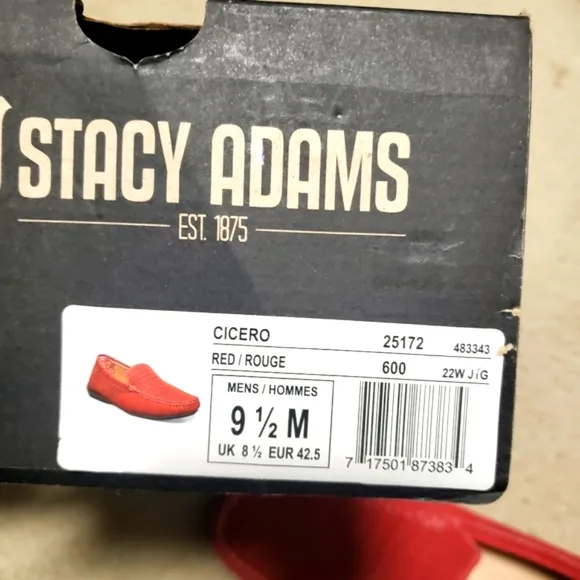 STACY ADAMS
EST. 1875
CICERO 25172 483343
RED / ROUGE 600 22W J1G
MENS / HOMMES
9 ½ M
UK 8 ½ EUR 42.5
7 17501 87383 4